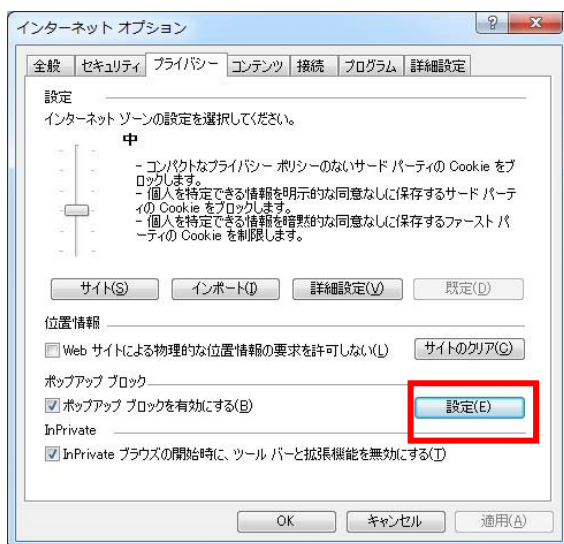 インターネット オプション
全般 セキュリティ プライバシー コンテンツ 接続 プログラム 詳細設定
設定
インターネット ゾーンの設定を選択してください。
中
- コンパクトなプライバシー ポリシーのないサード パーティの Cookie をブ
ロックします。
- 個人を特定できる情報を明示的な同意なしに保存するサード パーテ
ィの Cookie をブロックします。
- 個人を特定できる情報を暗黙的な同意なしに保存するファースト パ
ーティの Cookie を制限します。
サイト(S) インポート(I) 詳細設定(V) 既定(D)
位置情報
Web サイトによる物理的な位置情報の要求を許可しない(L) サイトのクリア(C)
ポップアップ ブロック
ポップアップ ブロックを有効にする(B) 設定(E)
InPrivate
InPrivate ブラウズの開始時に、ツール バーと拡張機能を無効にする(T)
OK キャンセル 適用(A)